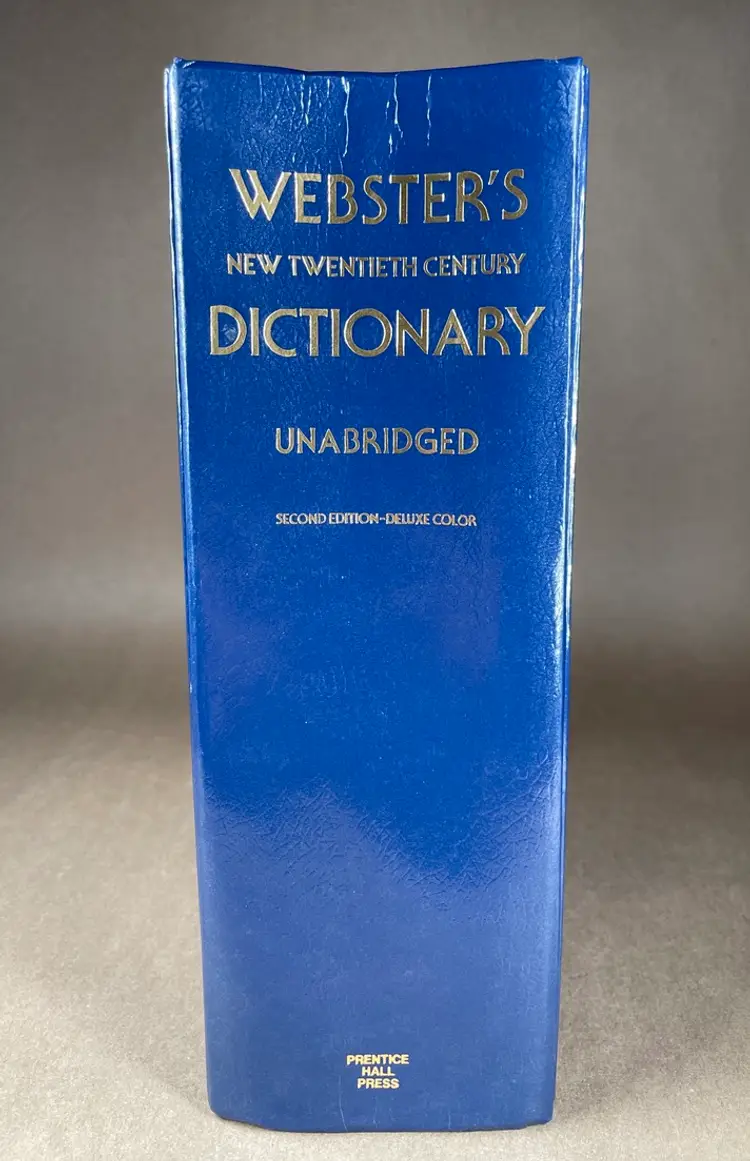 WEBSTER'S
NEW TWENTIETH CENTURY
DICTIONARY
UNABRIDGED
SECOND EDITION-DELUXE COLOR
PRENTICE
HALL
PRESS